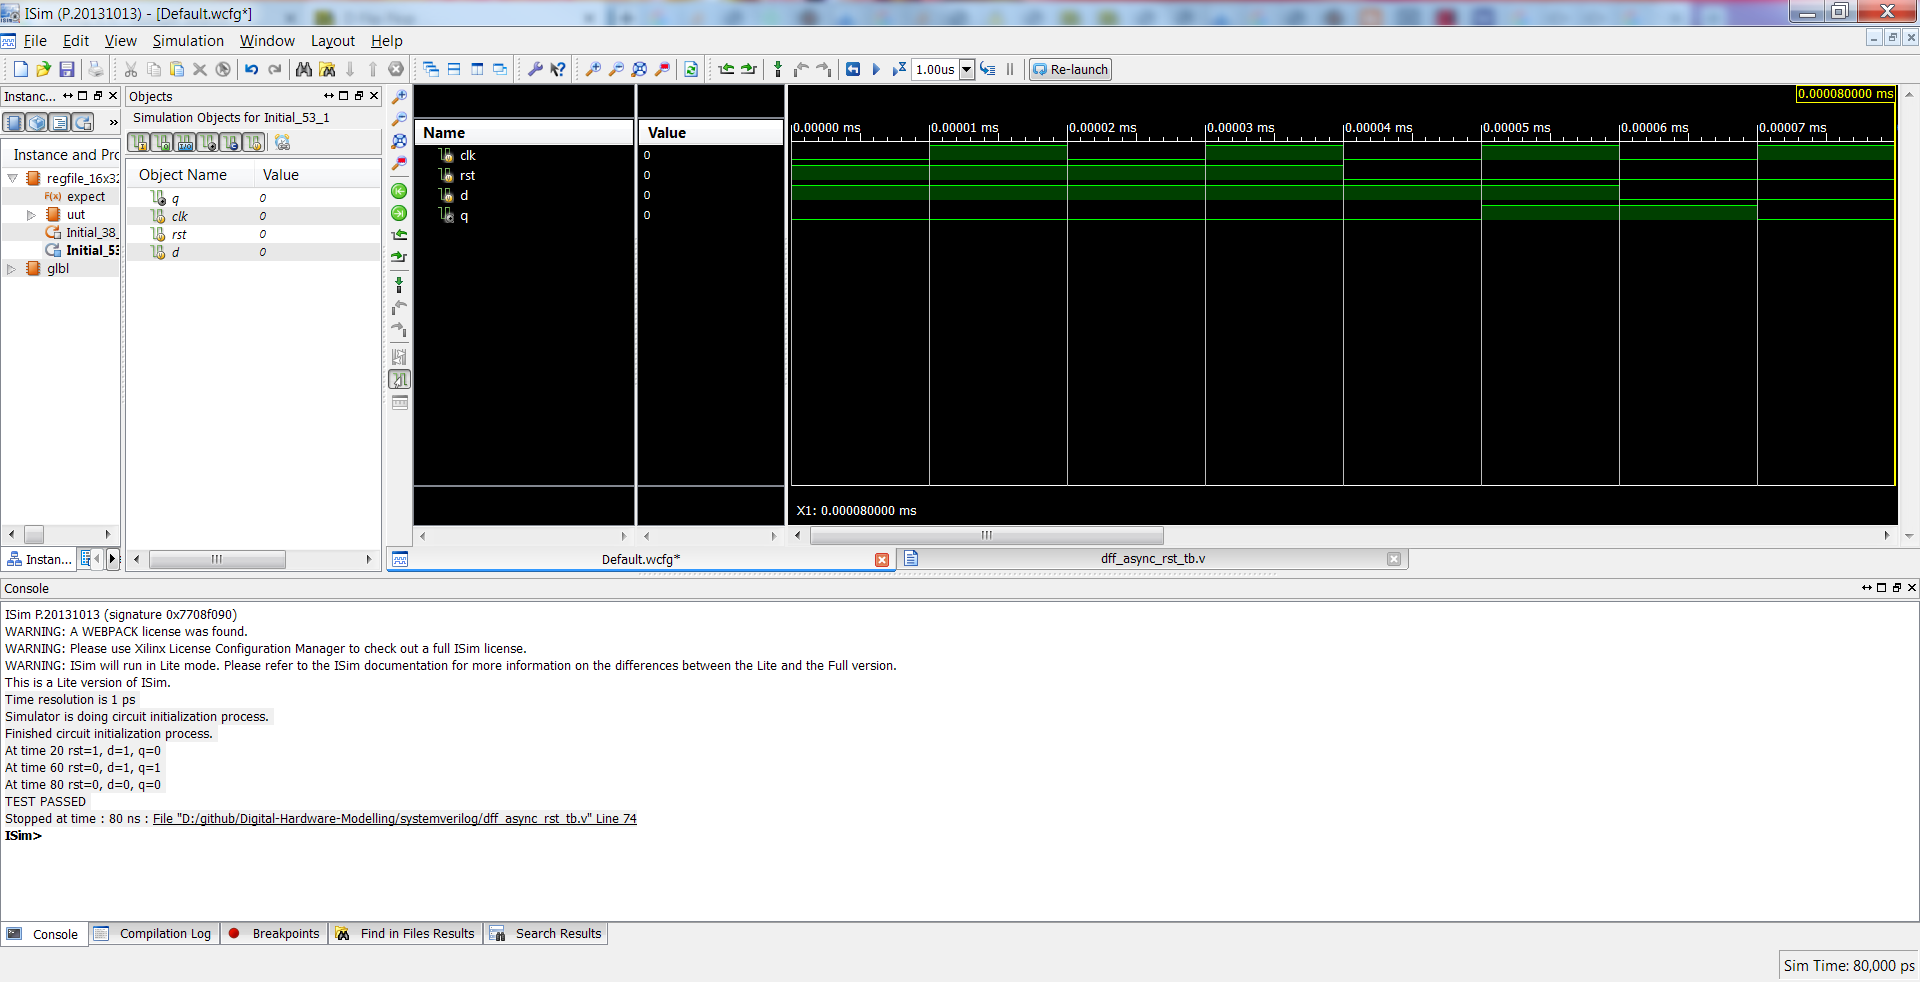 ISim (P.20131013) - [Default.wcfg*]
File Edit View Simulation Window Layout Help
1.00us Re-launch
Instanc...
Instance and Prc
regfile_16x32
F(x) expect
uut
Initial_38_
Initial_53
glbl
Instan...
Objects
Simulation Objects for Initial_53_1
Object Name Value
q 0
clk 0
rst 0
d 0
Name Value
clk 0
rst 0
d 0
q 0
0.000080000 ms
0.00000 ms 0.00001 ms 0.00002 ms 0.00003 ms 0.00004 ms 0.00005 ms 0.00006 ms 0.00007 ms
X1: 0.000080000 ms
Default.wcfg* dff_async_rst_tb.v
Console
ISim P.20131013 (signature 0x7708f090)
WARNING: A WEBPACK license was found.
WARNING: Please use Xilinx License Configuration Manager to check out a full ISim license.
WARNING: ISim will run in Lite mode. Please refer to the ISim documentation for more information on the differences between the Lite and the Full version.
This is a Lite version of ISim.
Time resolution is 1 ps
Simulator is doing circuit initialization process.
Finished circuit initialization process.
At time 20 rst=1, d=1, q=0
At time 60 rst=0, d=1, q=1
At time 80 rst=0, d=0, q=0
TEST PASSED
Stopped at time : 80 ns : File "D:/github/Digital-Hardware-Modelling/systemverilog/dff_async_rst_tb.v" Line 74
ISim>
Console Compilation Log Breakpoints Find in Files Results Search Results
Sim Time: 80,000 ps